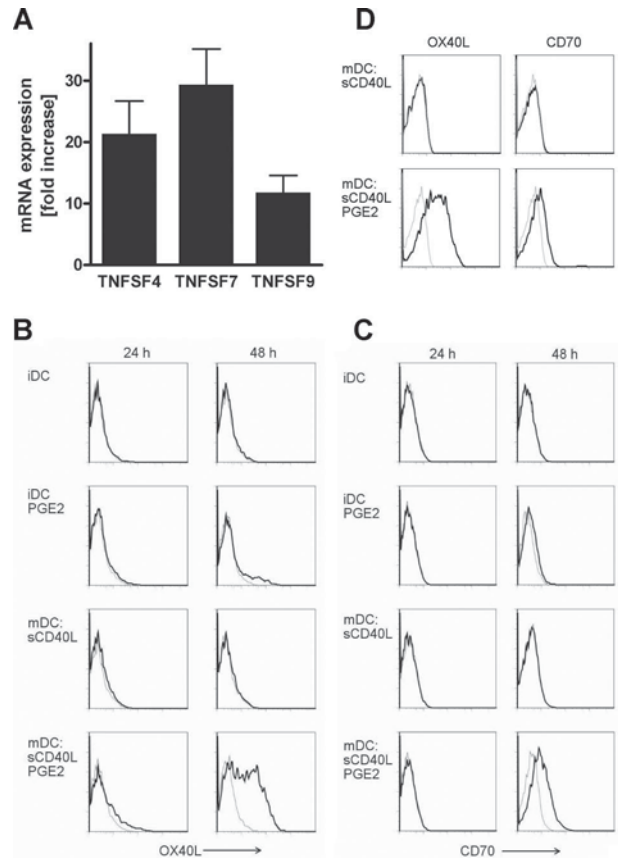 A
mRNA expression
[fold increase]
30
20
10
0
TNFSF4 TNFSF7 TNFSF9
D
OX40L CD70
mDC:
sCD40L
mDC:
sCD40L
PGE2
B
24 h 48 h
iDC
iDC
PGE2
mDC:
sCD40L
mDC:
sCD40L
PGE2
OX40L
C
24 h 48 h
iDC
iDC
PGE2
mDC:
sCD40L
mDC:
sCD40L
PGE2
CD70